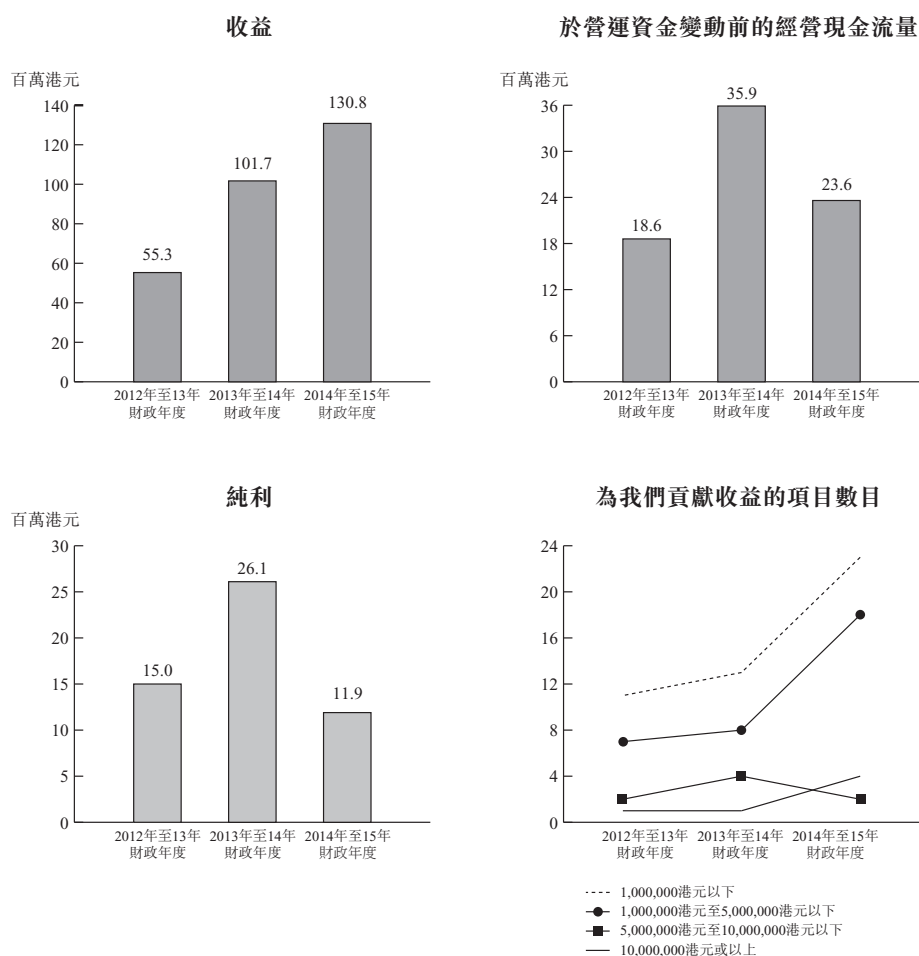 收益
百萬港元
140
120
100
80
60
40
20
0
55.3
101.7
130.8
2012年至13年
財政年度
2013年至14年
財政年度
2014年至15年
財政年度
於營運資金變動前的經營現金流量
百萬港元
36
30
24
18
12
6
0
18.6
35.9
23.6
2012年至13年
財政年度
2013年至14年
財政年度
2014年至15年
財政年度
純利
百萬港元
30
25
20
15
10
5
0
15.0
26.1
11.9
2012年至13年
財政年度
2013年至14年
財政年度
2014年至15年
財政年度
為我們貢獻收益的項目數目
24
20
16
12
8
4
0
2012年至13年
財政年度
2013年至14年
財政年度
2014年至15年
財政年度
1,000,000港元以下
1,000,000港元至5,000,000港元以下
5,000,000港元至10,000,000港元以下
10,000,000港元或以上